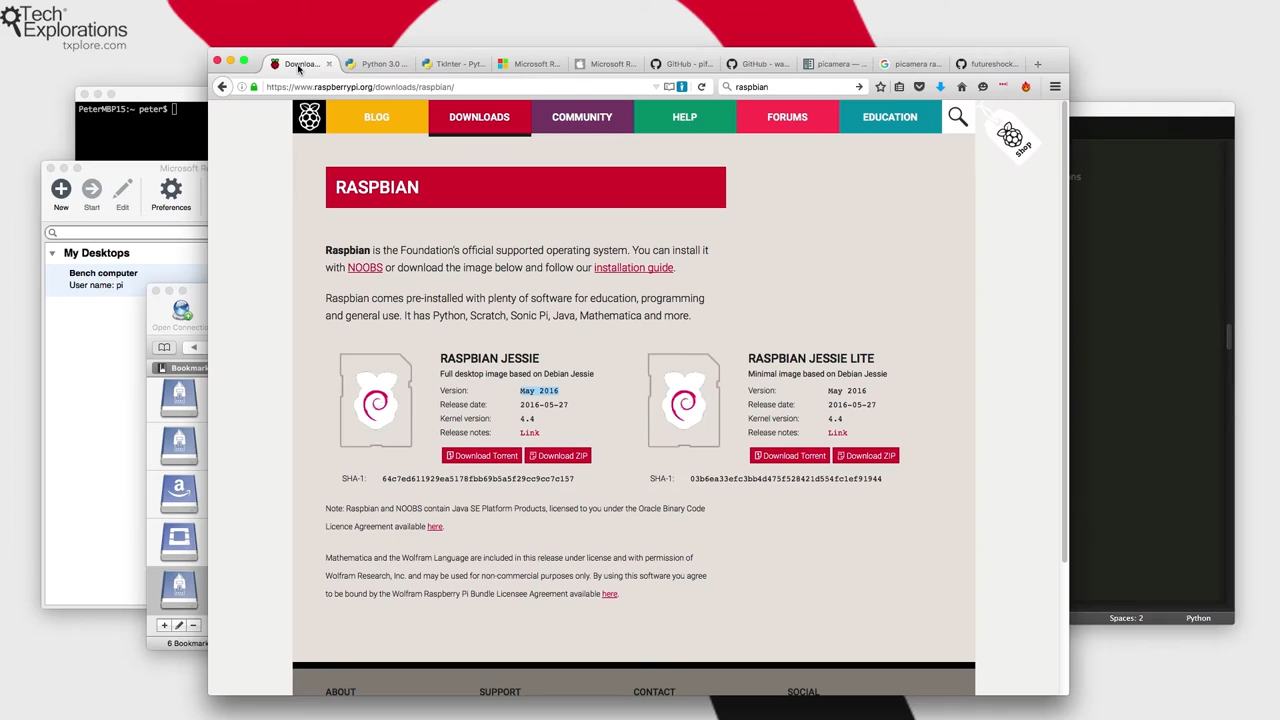 Tech
Explorations
txplore.com
Downloa...
Python 3.0 ...
TkInter - Pyt...
Microsoft R...
Microsoft R...
GitHub - pif...
GitHub - wa...
picamera — ...
picamera ra...
futureshock...
https://www.raspberrypi.org/downloads/raspbian/
raspbian
PeterMBP15:~ peter$
BLOG
DOWNLOADS
COMMUNITY
HELP
FORUMS
EDUCATION
shop
Microsoft Re
New
Start
Edit
Preferences
My Desktops
Bench computer
User name: pi
Open Connectio
Bookmark
6 Bookmark
RASPBIAN
Raspbian is the Foundation's official supported operating system. You can install it
with NOOBS or download the image below and follow our installation guide.
Raspbian comes pre-installed with plenty of software for education, programming
and general use. It has Python, Scratch, Sonic Pi, Java, Mathematica and more.
RASPBIAN JESSIE
Full desktop image based on Debian Jessie
Version: May 2016
Release date: 2016-05-27
Kernel version: 4.4
Release notes: Link
Download Torrent
Download ZIP
SHA-1: 64c7ed611929ea5178fbb69b5a5f29cc9cc7c157
RASPBIAN JESSIE LITE
Minimal image based on Debian Jessie
Version: May 2016
Release date: 2016-05-27
Kernel version: 4.4
Release notes: Link
Download Torrent
Download ZIP
SHA-1: 03b6ea33efc3bb4d475f528421d554fc1ef91944
Note: Raspbian and NOOBS contain Java SE Platform Products, licensed to you under the Oracle Binary Code
Licence Agreement available here.
Mathematica and the Wolfram Language are included in this release under license and with permission of
Wolfram Research, Inc. and may be used for non-commercial purposes only. By using this software you agree
to be bound by the Wolfram Raspberry Pi Bundle Licensee Agreement available here.
ABOUT
SUPPORT
CONTACT
SOCIAL
ons
Spaces: 2
Python